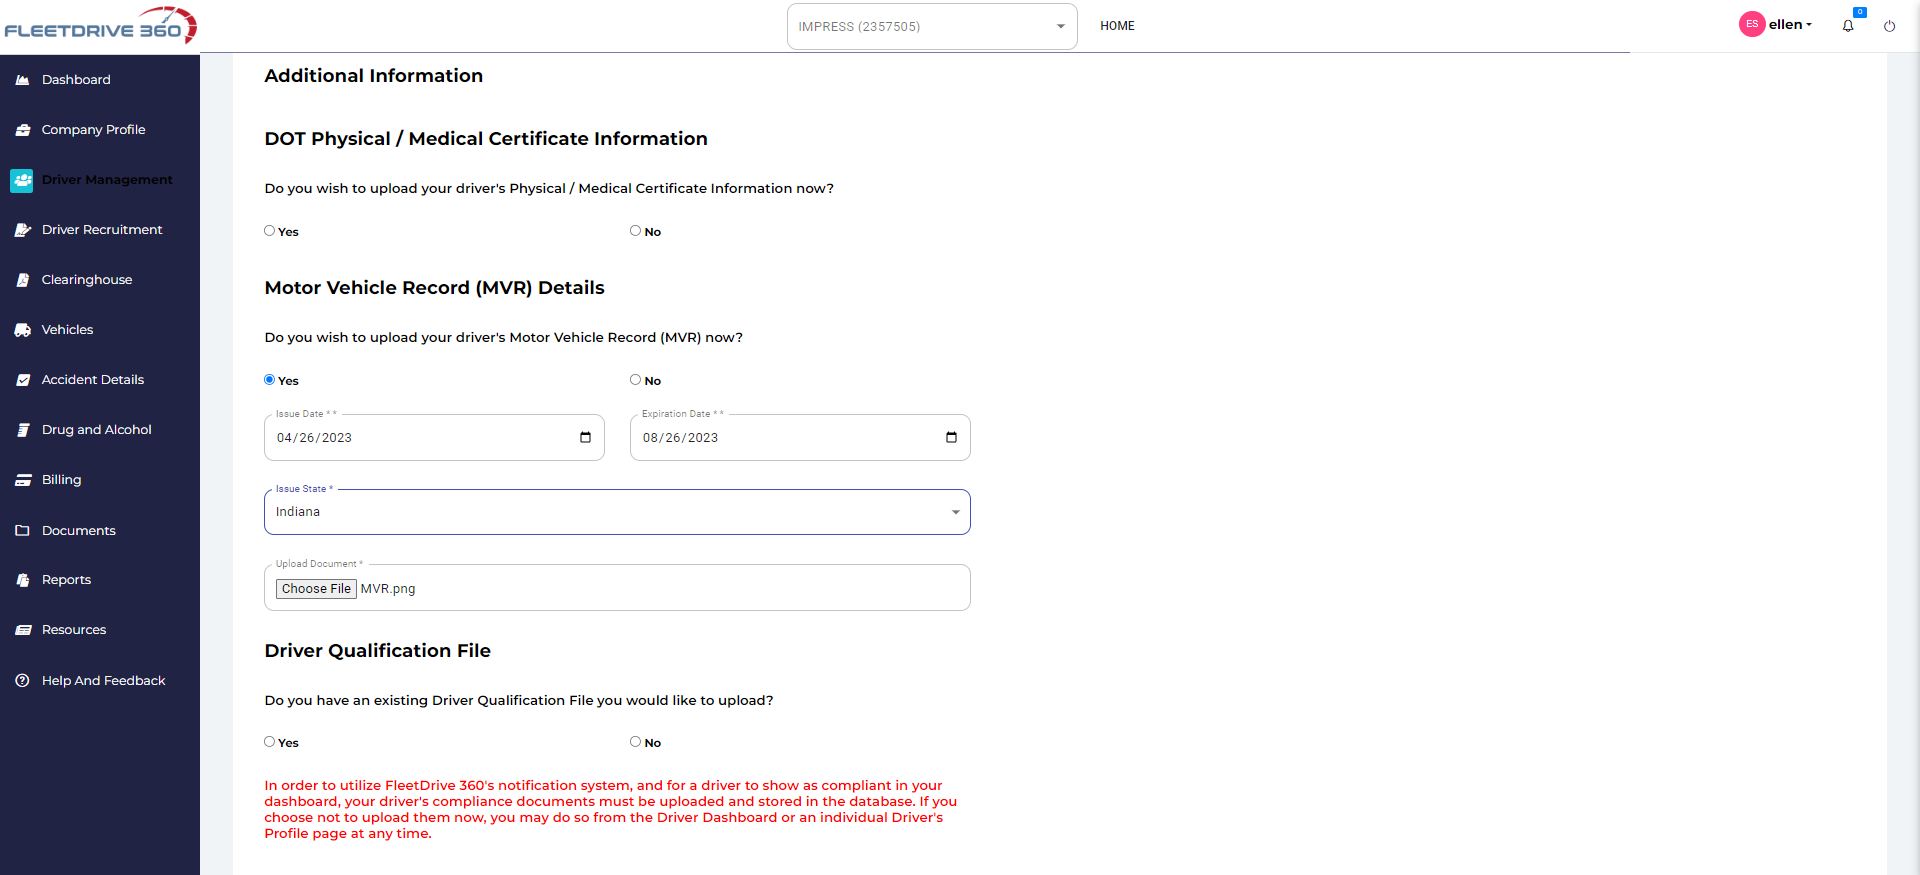 FLEETDRIVE 360
IMPRESS (2357505)
HOME
ES
ellen
0
Dashboard
Company Profile
Driver Management
Driver Recruitment
Clearinghouse
Vehicles
Accident Details
Drug and Alcohol
Billing
Documents
Reports
Resources
Help And Feedback
Additional Information
DOT Physical / Medical Certificate Information
Do you wish to upload your driver's Physical / Medical Certificate Information now?
Yes No
Motor Vehicle Record (MVR) Details
Do you wish to upload your driver's Motor Vehicle Record (MVR) now?
Yes No
Issue Date * * Expiration Date * *
04/26/2023 08/26/2023
Issue State *
Indiana
Upload Document *
Choose File MVR.png
Driver Qualification File
Do you have an existing Driver Qualification File you would like to upload?
Yes No
In order to utilize FleetDrive 360's notification system, and for a driver to show as compliant in your
dashboard, your driver's compliance documents must be uploaded and stored in the database. If you
choose not to upload them now, you may do so from the Driver Dashboard or an individual Driver's
Profile page at any time.